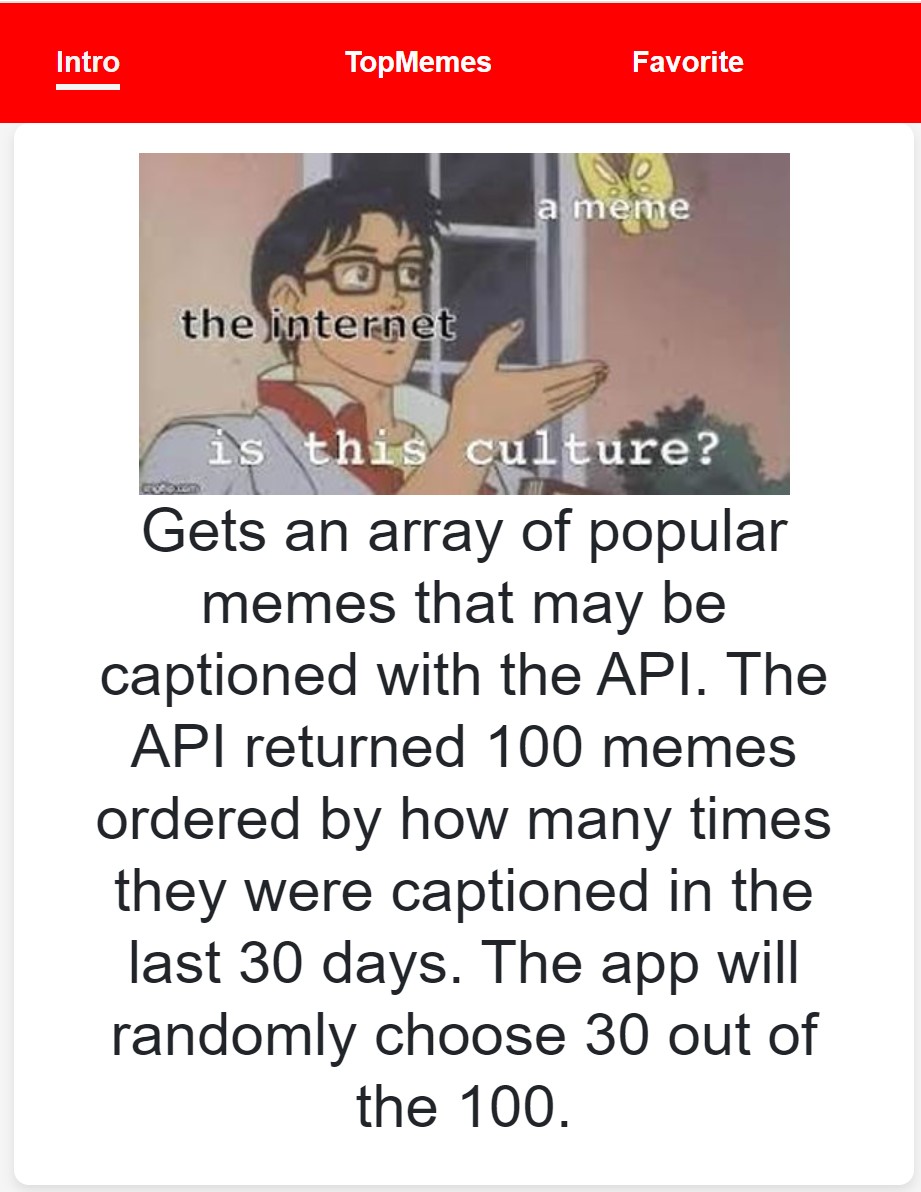 Intro TopMemes Favorite
a meme
the internet
is this culture?
imgflip.com
Gets an array of popular
memes that may be
captioned with the API. The
API returned 100 memes
ordered by how many times
they were captioned in the
last 30 days. The app will
randomly choose 30 out of
the 100.